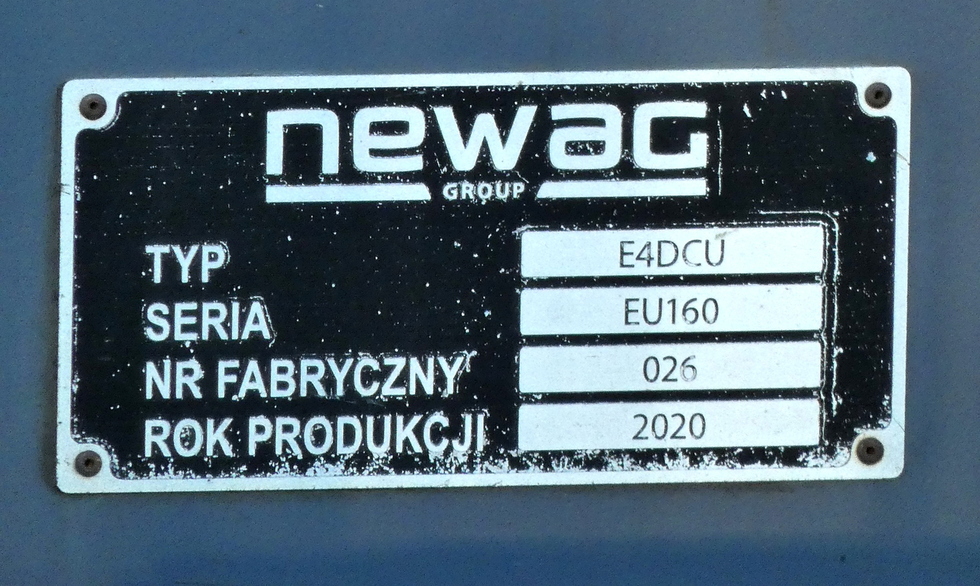 newag
GROUP
TYP E4DCU
SERIA EU160
NR FABRYCZNY 026
ROK PRODUKCJI 2020